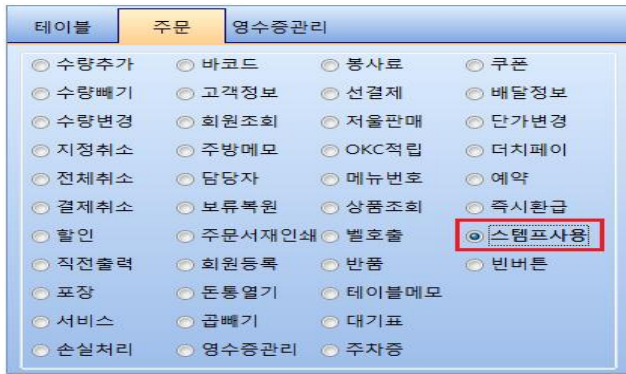 테이블 주문 영수증관리
수량추가 바코드 봉사료 쿠폰
수량빼기 고객정보 선결제 배달정보
수량변경 회원조회 저울판매 단가변경
지정취소 주방메모 OKC적립 더치페이
전체취소 담당자 메뉴번호 예약
결제취소 보류복원 상품조회 즉시환급
할인 주문서재인쇄 벨호출 스템프사용
직전출력 회원등록 반품 빈버튼
포장 돈통열기 테이블메모
서비스 곱빼기 대기표
손실처리 영수증관리 주차증